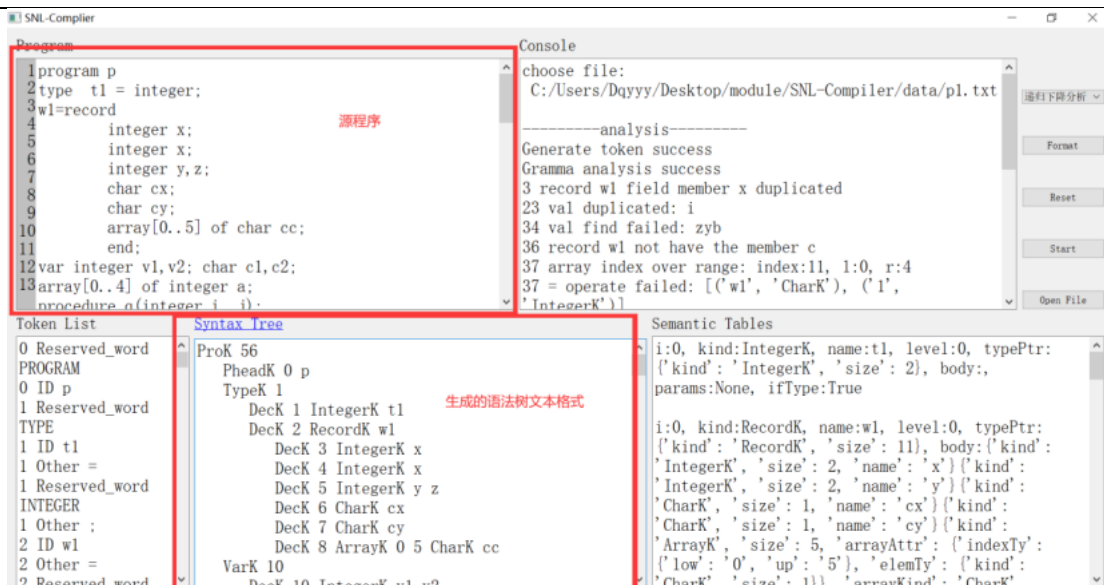 SNL-Complier
Program
1 program p
2 type  t1 = integer;
3 w1=record
4 integer x;
5 integer x;
6 integer y,z;
7 char cx;
8 char cy;
9 array[0..5] of char cc;
10 end;
11
12 var integer v1,v2; char c1,c2;
13 array[0..4] of integer a;
procedure q(integer i, j);
源程序
Console
choose file:
C:/Users/Dqyyy/Desktop/module/SNL-Compiler/data/p1.txt
---------analysis---------
Generate token success
Gramma analysis success
3 record w1 field member x duplicated
23 val duplicated: i
34 val find failed: zyb
36 record w1 not have the member c
37 array index over range: index:11, l:0, r:4
37 = operate failed: [('w1', 'CharK'), ('1',
'IntegerK')]
递归下降分析
Format
Reset
Start
Open File
Token List
0 Reserved_word
PROGRAM
0 ID p
1 Reserved_word
TYPE
1 ID t1
1 Other =
1 Reserved_word
INTEGER
1 Other ;
2 ID w1
2 Other =
2 Reserved_word
Syntax Tree
ProK 56
PheadK 0 p
TypeK 1
DecK 1 IntegerK t1
DecK 2 RecordK w1
DecK 3 IntegerK x
DecK 4 IntegerK x
DecK 5 IntegerK y z
DecK 6 CharK cx
DecK 7 CharK cy
DecK 8 ArrayK 0 5 CharK cc
VarK 10
DecK 10 IntegerK v1 v2
生成的语法树文本格式
Semantic Tables
i:0, kind:IntegerK, name:t1, level:0, typePtr:
{'kind': 'IntegerK', 'size': 2}, body:,
params:None, ifType:True
i:0, kind:RecordK, name:w1, level:0, typePtr:
{'kind': 'RecordK', 'size': 11}, body:{'kind':
'IntegerK', 'size': 2, 'name': 'x'}{'kind':
'IntegerK', 'size': 2, 'name': 'y'}{'kind':
'CharK', 'size': 1, 'name': 'cx'}{'kind':
'CharK', 'size': 1, 'name': 'cy'}{'kind':
'ArrayK', 'size': 5, 'arrayAttr': {'indexTy':
{'low': '0', 'up': '5'}, 'elemTy': {'kind':
'CharK', 'size': 1}}, 'arrayKind': 'CharK',